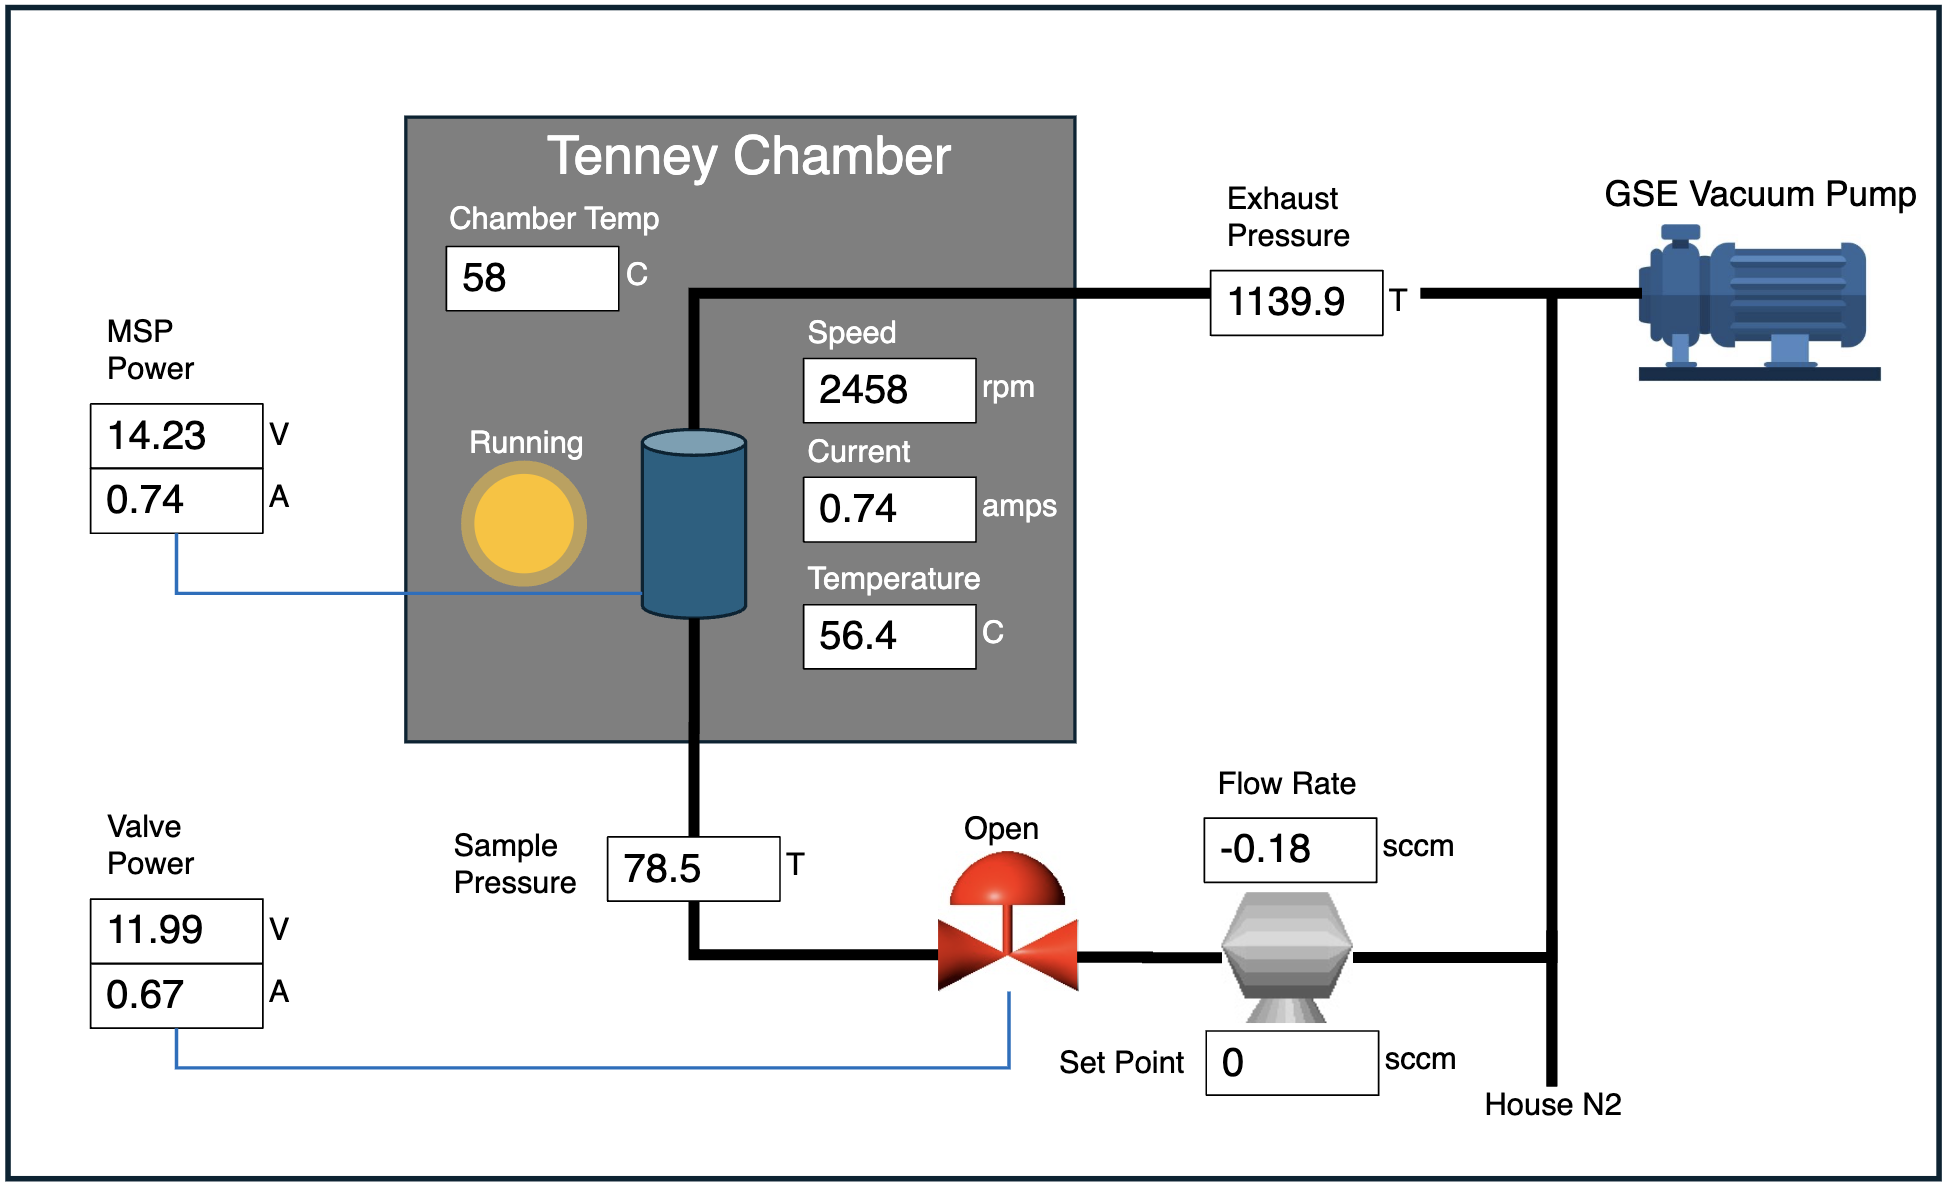 Tenney Chamber
Chamber Temp
58 C
GSE Vacuum Pump
Exhaust
Pressure
1139.9 T
MSP
Power
14.23 V
0.74 A
Running
Speed
2458 rpm
Current
0.74 amps
Temperature
56.4 C
Valve
Power
11.99 V
0.67 A
Sample
Pressure
78.5 T
Open
Flow Rate
-0.18 sccm
Set Point 0 sccm
House N2